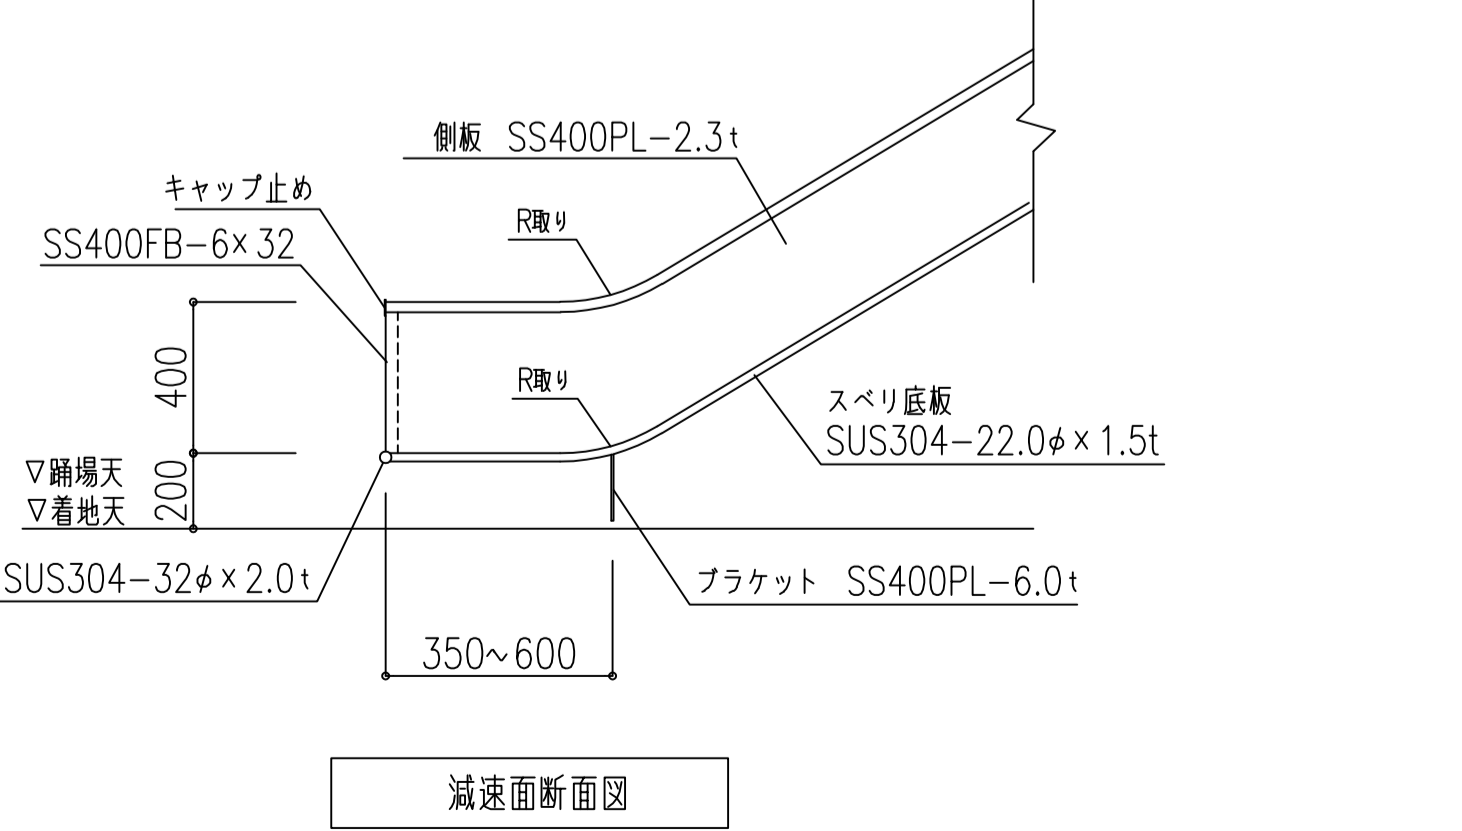 側板 SS400PL-2.3t
キャップ止め
R取り
SS400FB-6×32
400
R取り
スベリ底板
SUS304-22.0φ×1.5t
▽踊場天
200
▽着地天
SUS304-32φ×2.0t
ブラケット SS400PL-6.0t
350~600
減速面断面図